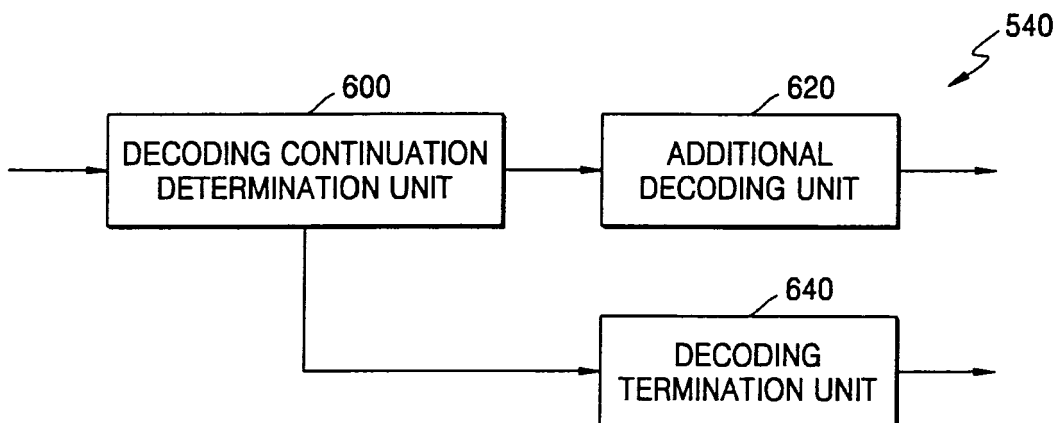 540
600
DECODING CONTINUATION
DETERMINATION UNIT
620
ADDITIONAL
DECODING UNIT
640
DECODING
TERMINATION UNIT